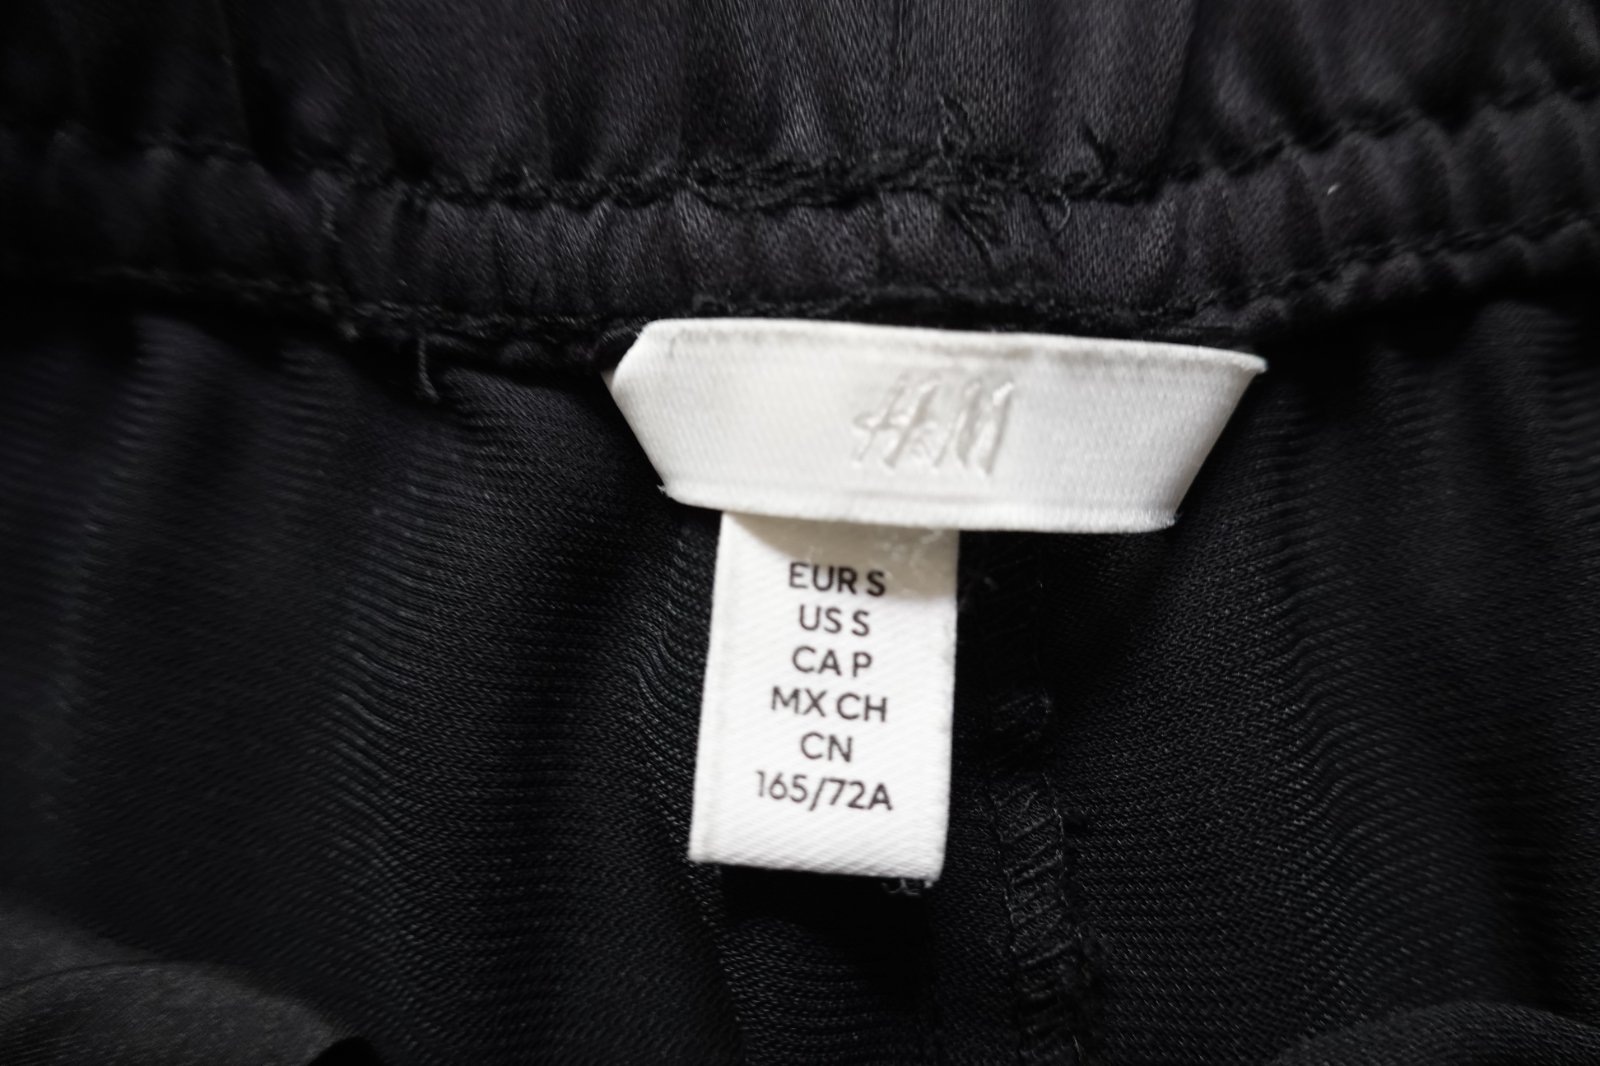 H&M
EUR S
US S
CA P
MX CH
CN
165/72A